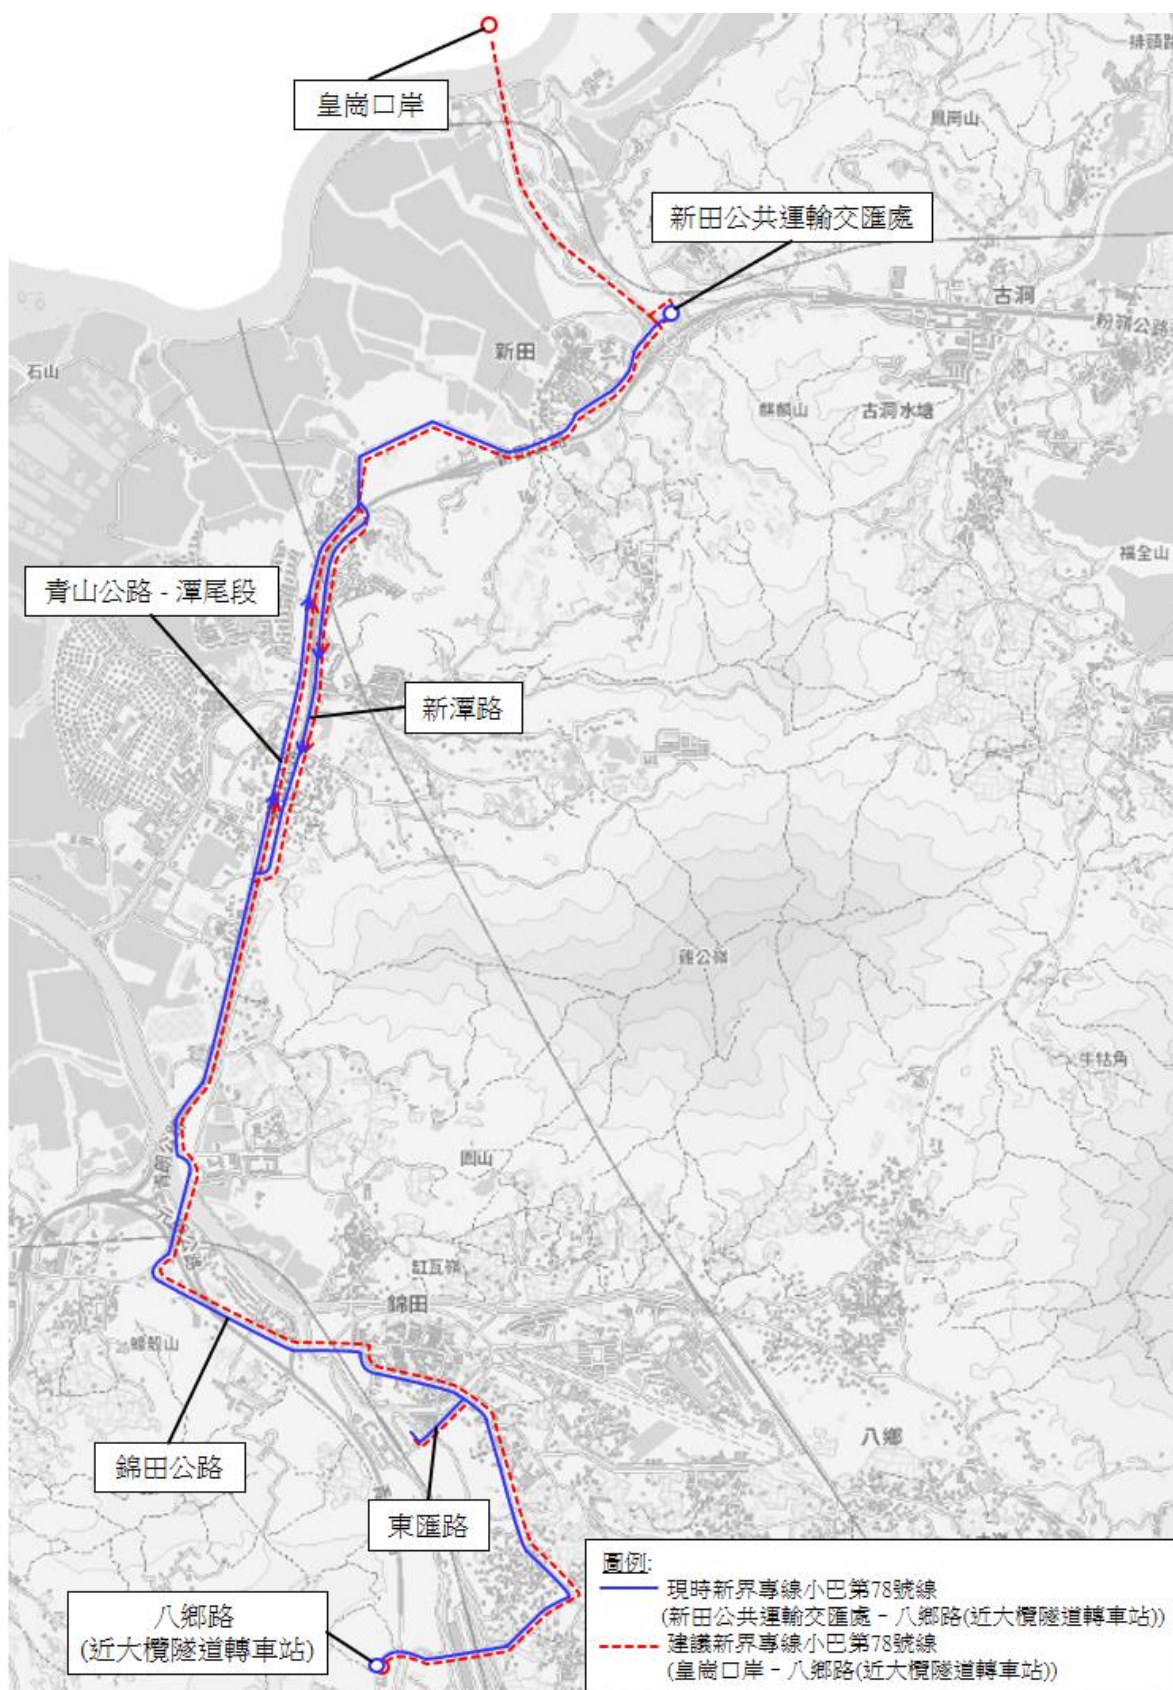 皇崗口岸
排頭路
鳳崗山
新田公共運輸交匯處
古洞
粉嶺公路
新田
石山
麒麟山
古洞水塘
福全山
青山公路 - 潭尾段
新潭路
雞公嶺
牛牯角
圓山
缸瓦嶺
錦田
八鄉
錦田公路
東匯路
八鄉路
(近大欖隧道轉車站)
圖例:
現時新界專線小巴第78號線
(新田公共運輸交匯處 - 八鄉路(近大欖隧道轉車站))
建議新界專線小巴第78號線
(皇崗口岸 - 八鄉路(近大欖隧道轉車站))